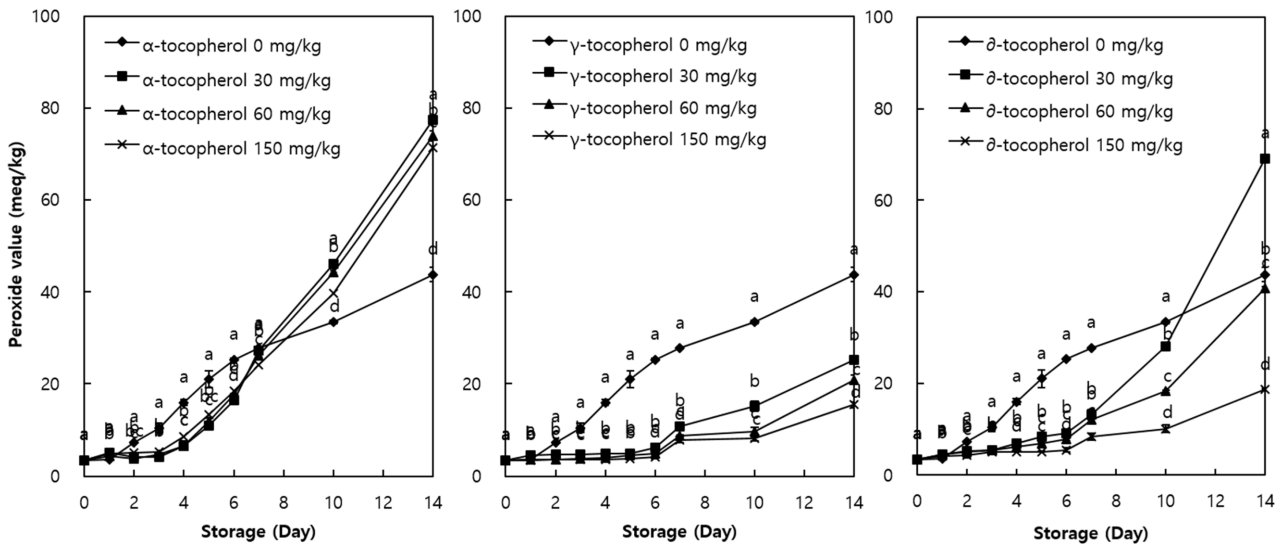 100
80
60
40
20
0
Peroxide value (meq/kg)
α-tocopherol 0 mg/kg
α-tocopherol 30 mg/kg
α-tocopherol 60 mg/kg
α-tocopherol 150 mg/kg
a
b
d
a
b
d
a
a
a
a
a
0 2 4 6 8 10 12 14
Storage (Day)
100
80
60
40
20
0
γ-tocopherol 0 mg/kg
γ-tocopherol 30 mg/kg
γ-tocopherol 60 mg/kg
γ-tocopherol 150 mg/kg
a
b
c
d
a
b
c
a
a
a
a
a
a
0 2 4 6 8 10 12 14
Storage (Day)
100
80
60
40
20
0
∂-tocopherol 0 mg/kg
∂-tocopherol 30 mg/kg
∂-tocopherol 60 mg/kg
∂-tocopherol 150 mg/kg
a
b
c
d
a
b
c
d
a
a
a
a
a
a
0 2 4 6 8 10 12 14
Storage (Day)